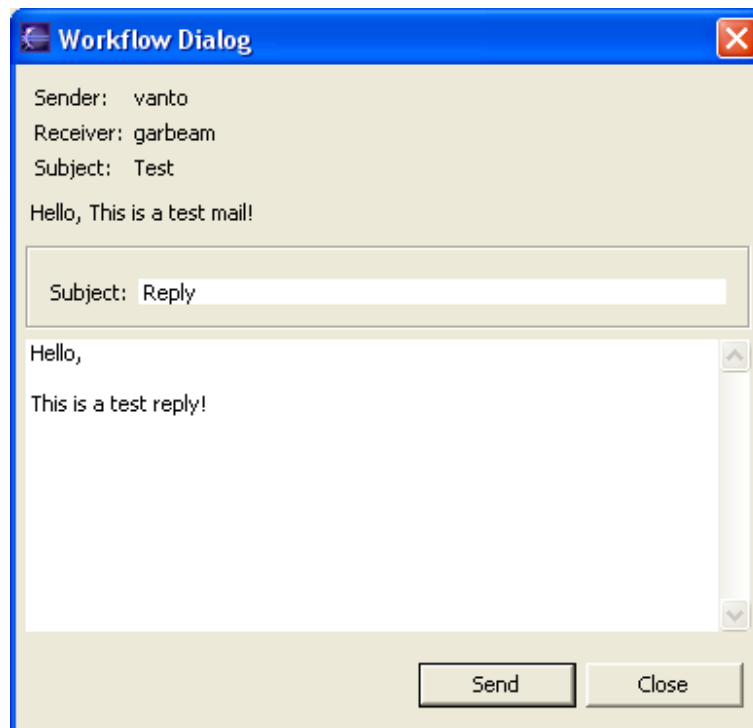 Workflow Dialog
Sender: vanto
Receiver: garbeam
Subject: Test
Hello, This is a test mail!
Subject: Reply
Hello,
This is a test reply!
Send Close